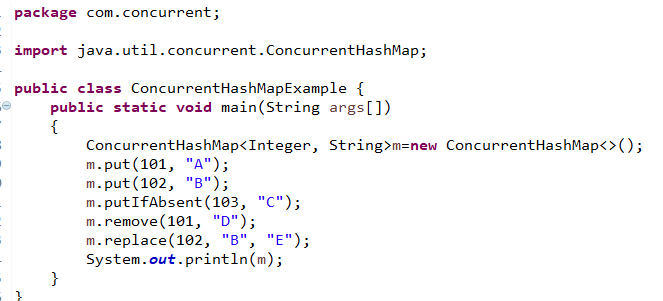 package com.concurrent;
import java.util.concurrent.ConcurrentHashMap;
public class ConcurrentHashMapExample {
public static void main(String args[])
{
ConcurrentHashMap<Integer, String>m=new ConcurrentHashMap<>();
m.put(101, "A");
m.put(102, "B");
m.putIfAbsent(103, "C");
m.remove(101, "D");
m.replace(102, "B", "E");
System.out.println(m);
}
}